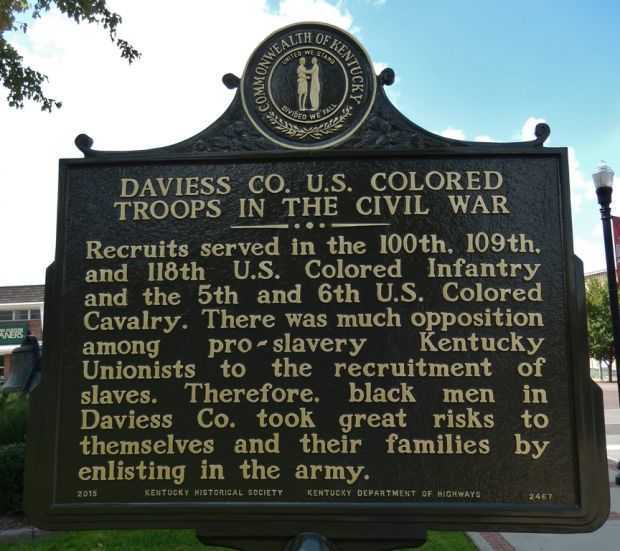 COMMONWEALTH OF KENTUCKY
UNITED WE STAND
DIVIDED WE FALL
DAVIESS CO. U.S. COLORED
TROOPS IN THE CIVIL WAR
Recruits served in the 100th, 109th,
and 118th U.S. Colored Infantry
and the 5th and 6th U.S. Colored
Cavalry. There was much opposition
among pro-slavery Kentucky
Unionists to the recruitment of
slaves. Therefore, black men in
Daviess Co. took great risks to
themselves and their families by
enlisting in the army.
2015 KENTUCKY HISTORICAL SOCIETY KENTUCKY DEPARTMENT OF HIGHWAYS 2467